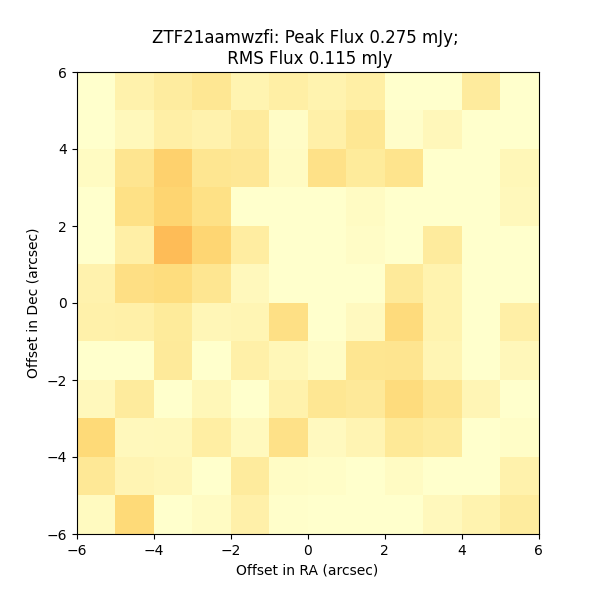 ZTF21aamwzfi: Peak Flux 0.275 mJy;
RMS Flux 0.115 mJy
6
4
2
0
−2
−4
−6
Offset in Dec (arcsec)
−6 −4 −2 0 2 4 6
Offset in RA (arcsec)